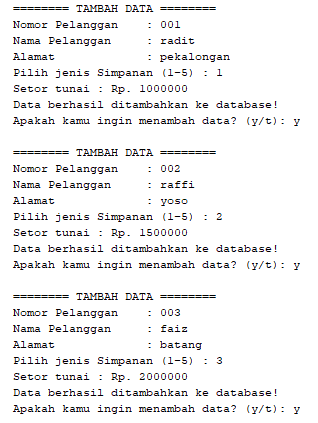 ======== TAMBAH DATA ========
Nomor Pelanggan    : 001
Nama Pelanggan     : radit
Alamat             : pekalongan
Pilih jenis Simpanan (1-5) : 1
Setor tunai : Rp. 1000000
Data berhasil ditambahkan ke database!
Apakah kamu ingin menambah data? (y/t): y
======== TAMBAH DATA ========
Nomor Pelanggan    : 002
Nama Pelanggan     : raffi
Alamat             : yoso
Pilih jenis Simpanan (1-5) : 2
Setor tunai : Rp. 1500000
Data berhasil ditambahkan ke database!
Apakah kamu ingin menambah data? (y/t): y
======== TAMBAH DATA ========
Nomor Pelanggan    : 003
Nama Pelanggan     : faiz
Alamat             : batang
Pilih jenis Simpanan (1-5) : 3
Setor tunai : Rp. 2000000
Data berhasil ditambahkan ke database!
Apakah kamu ingin menambah data? (y/t): y